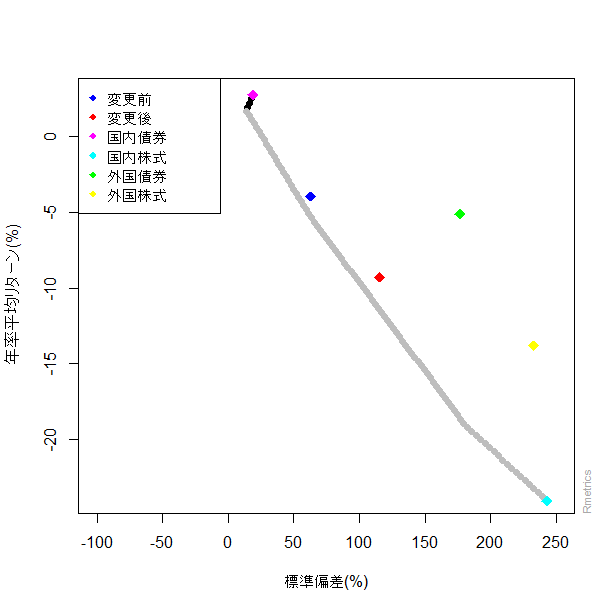 変更前
変更後
国内債券
国内株式
外国債券
外国株式
0
-5
-10
-15
-20
年率平均リターン(%)
-100 -50 0 50 100 150 200 250
標準偏差(%)
Rmetrics